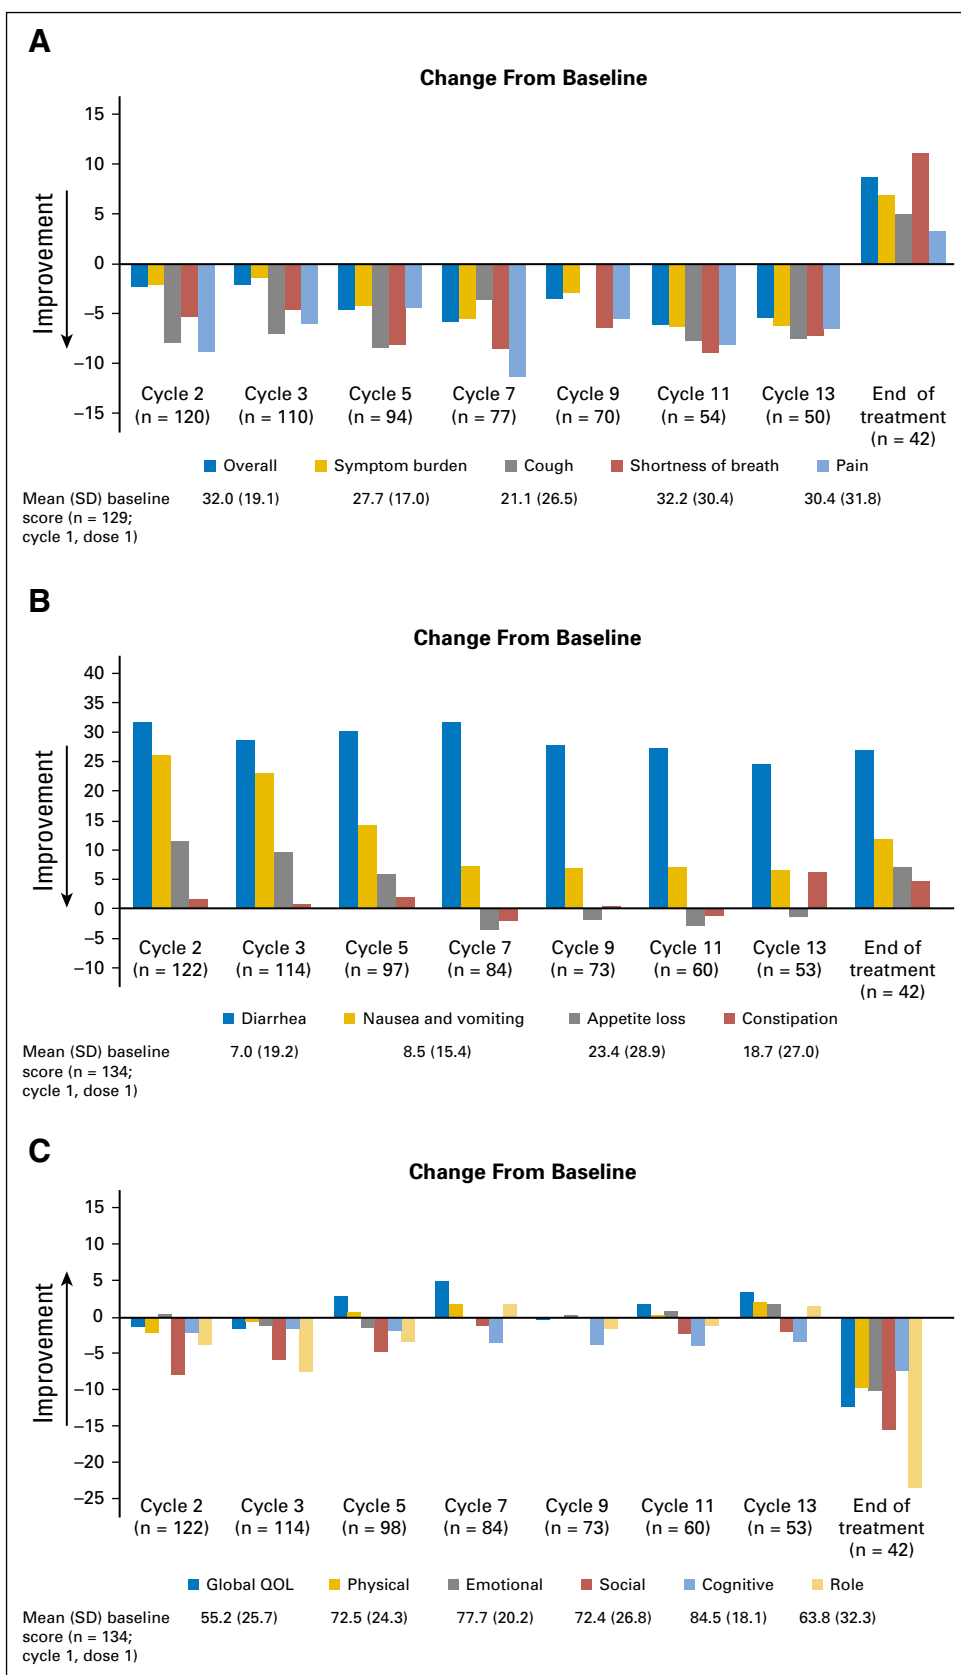 A
Change From Baseline
Improvement
15
10
5
0
–5
–10
–15
Cycle 2 Cycle 3 Cycle 5 Cycle 7 Cycle 9 Cycle 11 Cycle 13 End of
(n = 120) (n = 110) (n = 94) (n = 77) (n = 70) (n = 54) (n = 50) treatment
(n = 42)
Overall Symptom burden Cough Shortness of breath Pain
Mean (SD) baseline 32.0 (19.1) 27.7 (17.0) 21.1 (26.5) 32.2 (30.4) 30.4 (31.8)
score (n = 129;
cycle 1, dose 1)
B
Change From Baseline
Improvement
40
35
30
25
20
15
10
5
0
–5
–10
Cycle 2 Cycle 3 Cycle 5 Cycle 7 Cycle 9 Cycle 11 Cycle 13 End of
(n = 122) (n = 114) (n = 97) (n = 84) (n = 73) (n = 60) (n = 53) treatment
(n = 42)
Diarrhea Nausea and vomiting Appetite loss Constipation
Mean (SD) baseline 7.0 (19.2) 8.5 (15.4) 23.4 (28.9) 18.7 (27.0)
score (n = 134;
cycle 1, dose 1)
C
Change From Baseline
Improvement
15
10
5
0
–5
–10
–15
–20
–25
Cycle 2 Cycle 3 Cycle 5 Cycle 7 Cycle 9 Cycle 11 Cycle 13 End of
(n = 122) (n = 114) (n = 98) (n = 84) (n = 73) (n = 60) (n = 53) treatment
(n = 42)
Global QOL Physical Emotional Social Cognitive Role
Mean (SD) baseline 55.2 (25.7) 72.5 (24.3) 77.7 (20.2) 72.4 (26.8) 84.5 (18.1) 63.8 (32.3)
score (n = 134;
cycle 1, dose 1)